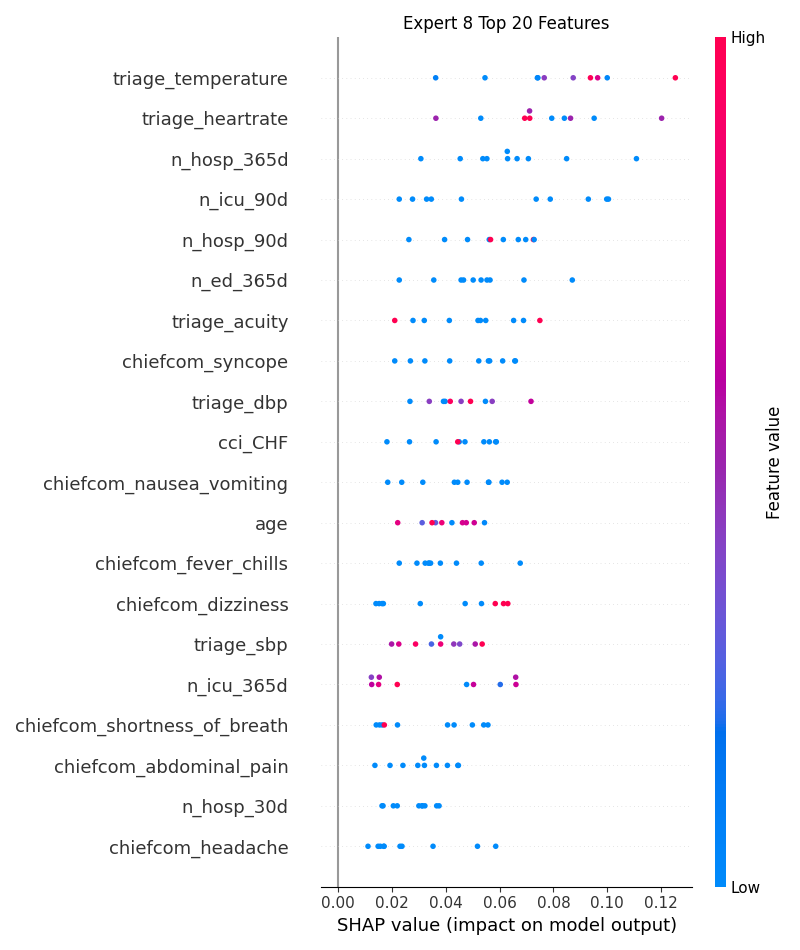 Expert 8 Top 20 Features
High
triage_temperature
triage_heartrate
n_hosp_365d
n_icu_90d
n_hosp_90d
n_ed_365d
triage_acuity
chiefcom_syncope
triage_dbp
cci_CHF
chiefcom_nausea_vomiting
age
chiefcom_fever_chills
chiefcom_dizziness
triage_sbp
n_icu_365d
chiefcom_shortness_of_breath
chiefcom_abdominal_pain
n_hosp_30d
chiefcom_headache
Feature value
Low
0.00 0.02 0.04 0.06 0.08 0.10 0.12
SHAP value (impact on model output)